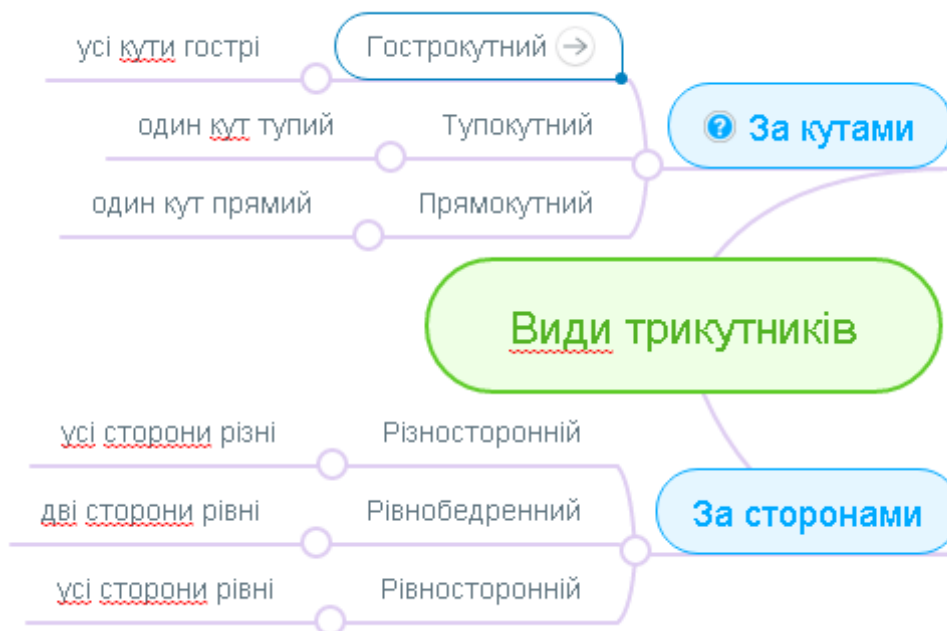 усі кути гострі
Гострокутний
За кутами
один кут тупий
Тупокутний
один кут прямий
Прямокутний
Види трикутників
усі сторони різні
Різносторонній
дві сторони рівні
Рівнобедренний
За сторонами
усі сторони рівні
Рівносторонній